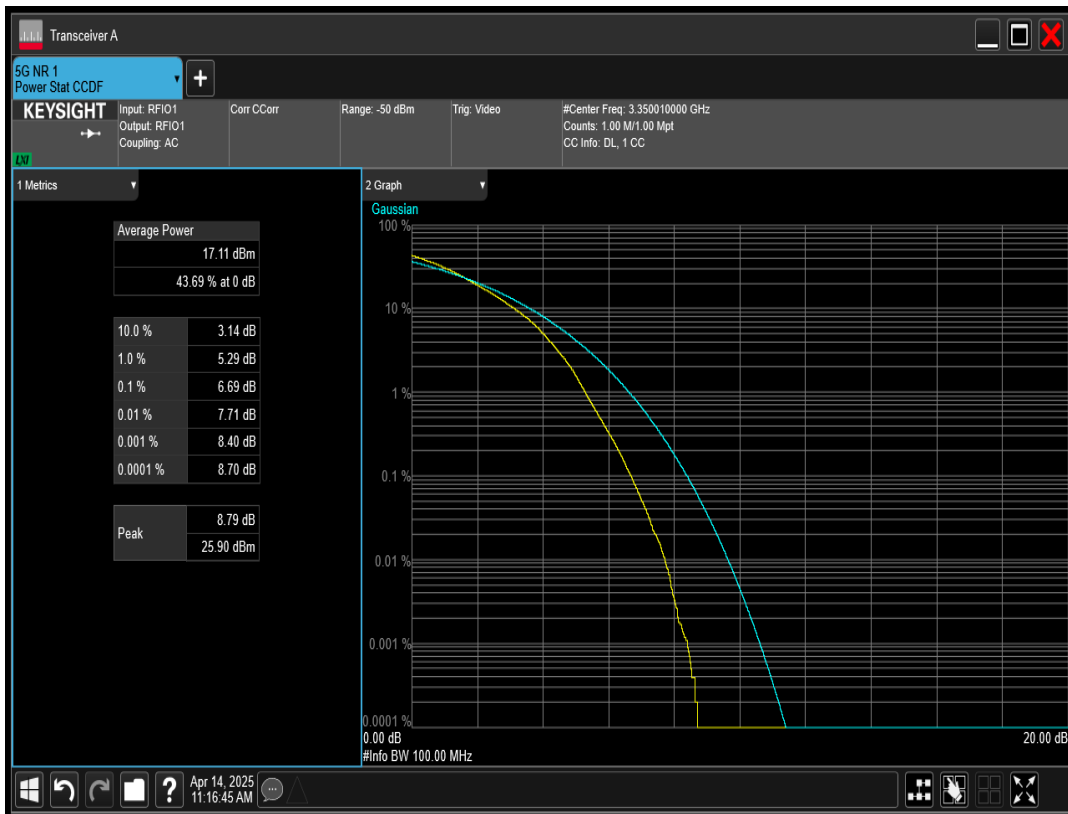 Transceiver A
5G NR 1
Power Stat CCDF
+
KEYSIGHT
LXI
Input: RFIO1
Output: RFIO1
Coupling: AC
Corr CCorr
Range: -50 dBm
Trig: Video
#Center Freq: 3.350010000 GHz
Counts: 1.00 M/1.00 Mpt
CC Info: DL, 1 CC
1 Metrics
Average Power
17.11 dBm
43.69 % at 0 dB
10.0 % 3.14 dB
1.0 % 5.29 dB
0.1 % 6.69 dB
0.01 % 7.71 dB
0.001 % 8.40 dB
0.0001 % 8.70 dB
Peak 8.79 dB
25.90 dBm
2 Graph
Gaussian
100 %
10 %
1 %
0.1 %
0.01 %
0.001 %
0.0001 %
0.00 dB 20.00 dB
#Info BW 100.00 MHz
?
Apr 14, 2025
11:16:45 AM